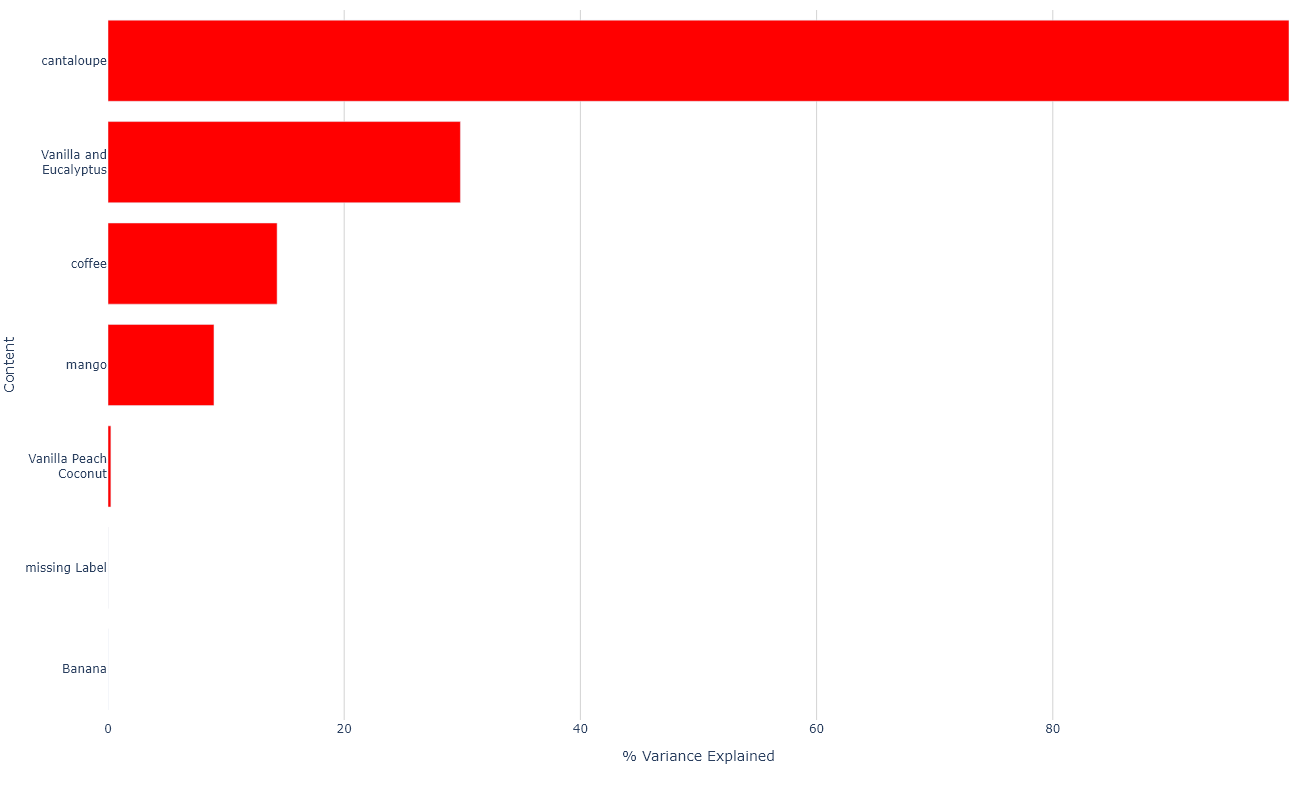 cantaloupe
Vanilla and
Eucalyptus
coffee
mango
Vanilla Peach
Coconut
missing Label
Banana
Content
0 20 40 60 80
% Variance Explained